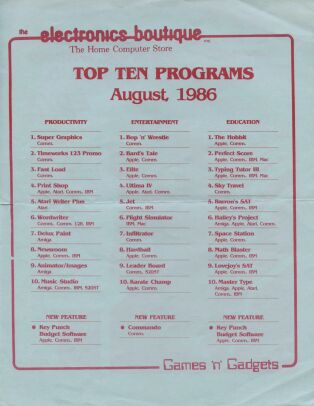 the electronics boutique inc.
The Home Computer Store
TOP TEN PROGRAMS
August, 1986
PRODUCTIVITY
1. Super Graphics
Comm.
2. Timeworks 123 Promo
Comm.
3. Fast Load
Comm.
4. Print Shop
Apple, Atari, Comm., IBM
5. Atari Writer Plus
Atari
6. Wordwriter
Comm., Comm. 128, IBM
7. Delux Paint
Amiga
8. Newsroom
Apple, Comm., IBM
9. Animator/Images
Amiga
10. Music Studio
Amiga, Comm., IBM, 520ST
NEW FEATURE
Key Punch
Budget Software
Apple, Comm., IBM
ENTERTAINMENT
1. Bop 'n' Wrestle
Comm.
2. Bard's Tale
Apple, Comm.
3. Elite
Apple, Comm.
4. Ultima IV
Apple, Atari, Comm.
5. Jet
Comm., IBM
6. Flight Simulator
IBM, Mac
7. Infiltrator
Comm.
8. Hardball
Apple, Comm.
9. Leader Board
Comm., 520ST
10. Karate Champ
Apple, Comm.
NEW FEATURE
Commando
Comm.
EDUCATION
1. The Hobbit
Apple, Comm.
2. Perfect Score
Apple, Comm., IBM, Mac
3. Typing Tutor III
Apple, Comm., IBM, Mac
4. Sky Travel
Comm.
5. Barron's SAT
Apple, Comm., IBM, Mac
6. Halley's Project
Amiga, Apple, Atari, Comm.
7. Space Station
Apple, Comm.
8. Math Blaster
Apple, Comm., IBM
9. Lovejoy's SAT
Apple, Comm., IBM
10. Master Type
Amiga, Apple, Atari,
Comm., IBM
NEW FEATURE
Key Punch
Budget Software
Apple, Comm., IBM
Games 'n' Gadgets